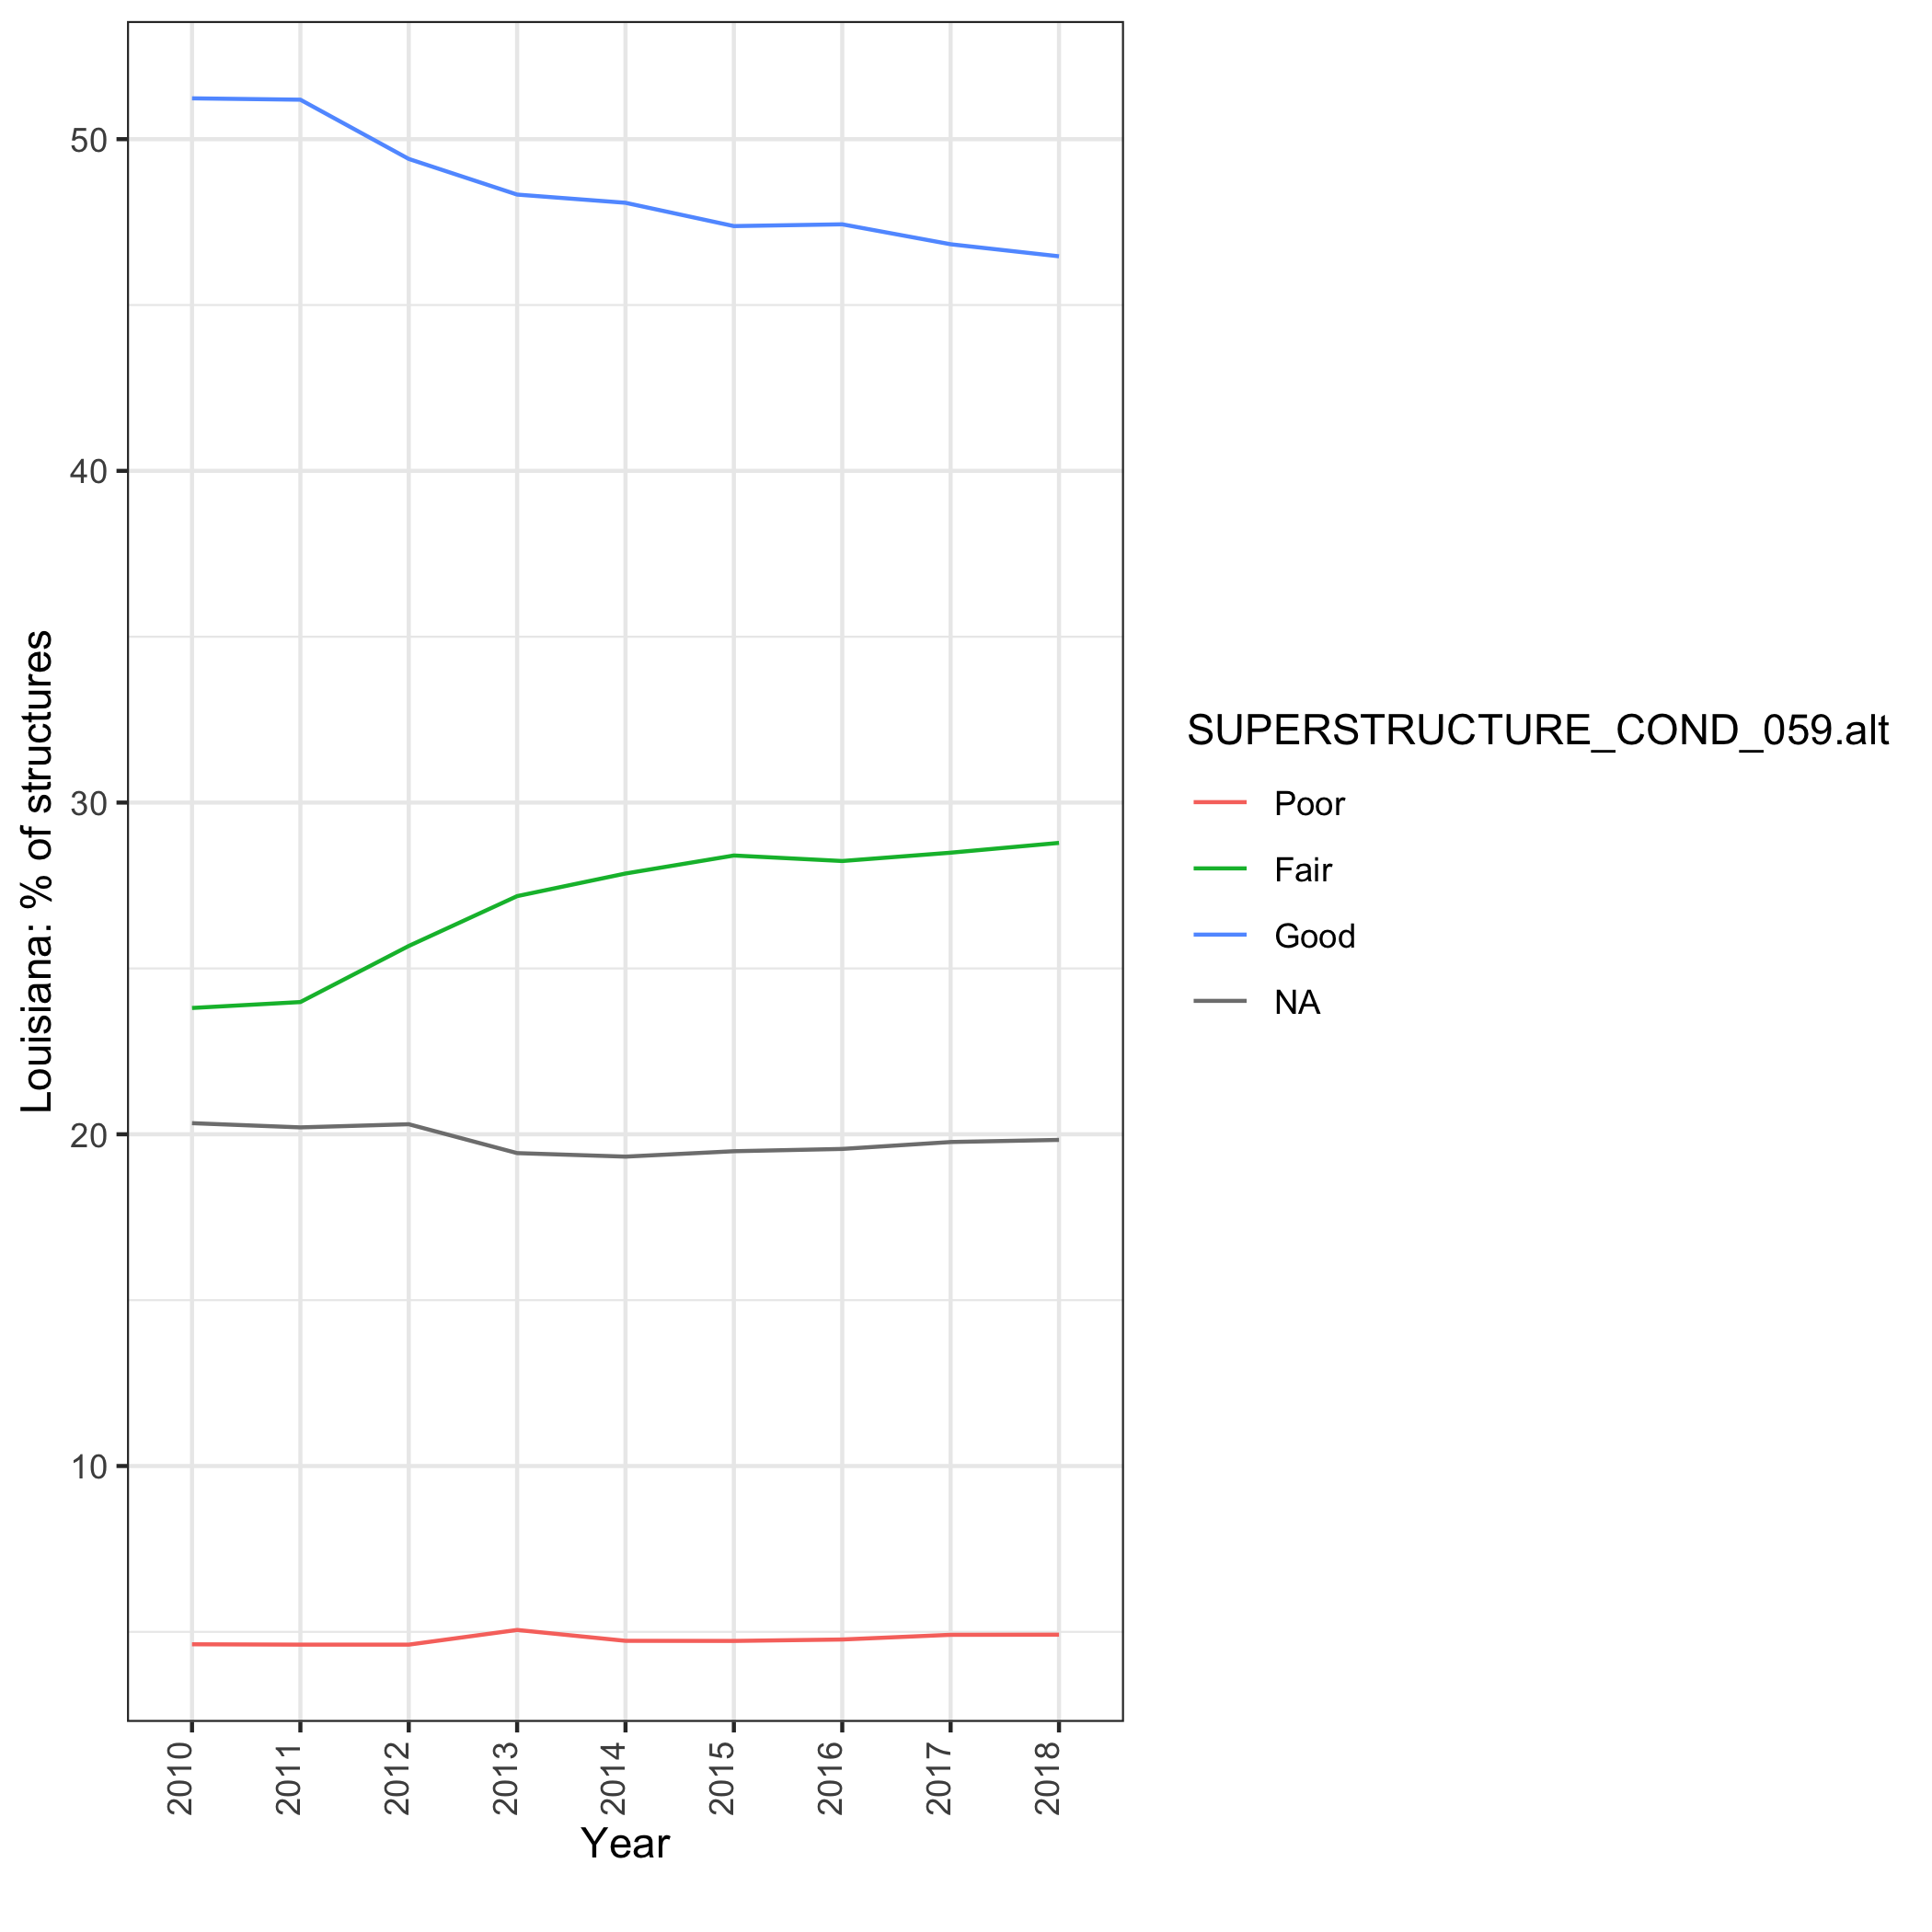 Louisiana: % of structures
50
40
30
20
10
2010
2011
2012
2013
2014
2015
2016
2017
2018
Year
SUPERSTRUCTURE_COND_059.alt
Poor
Fair
Good
NA